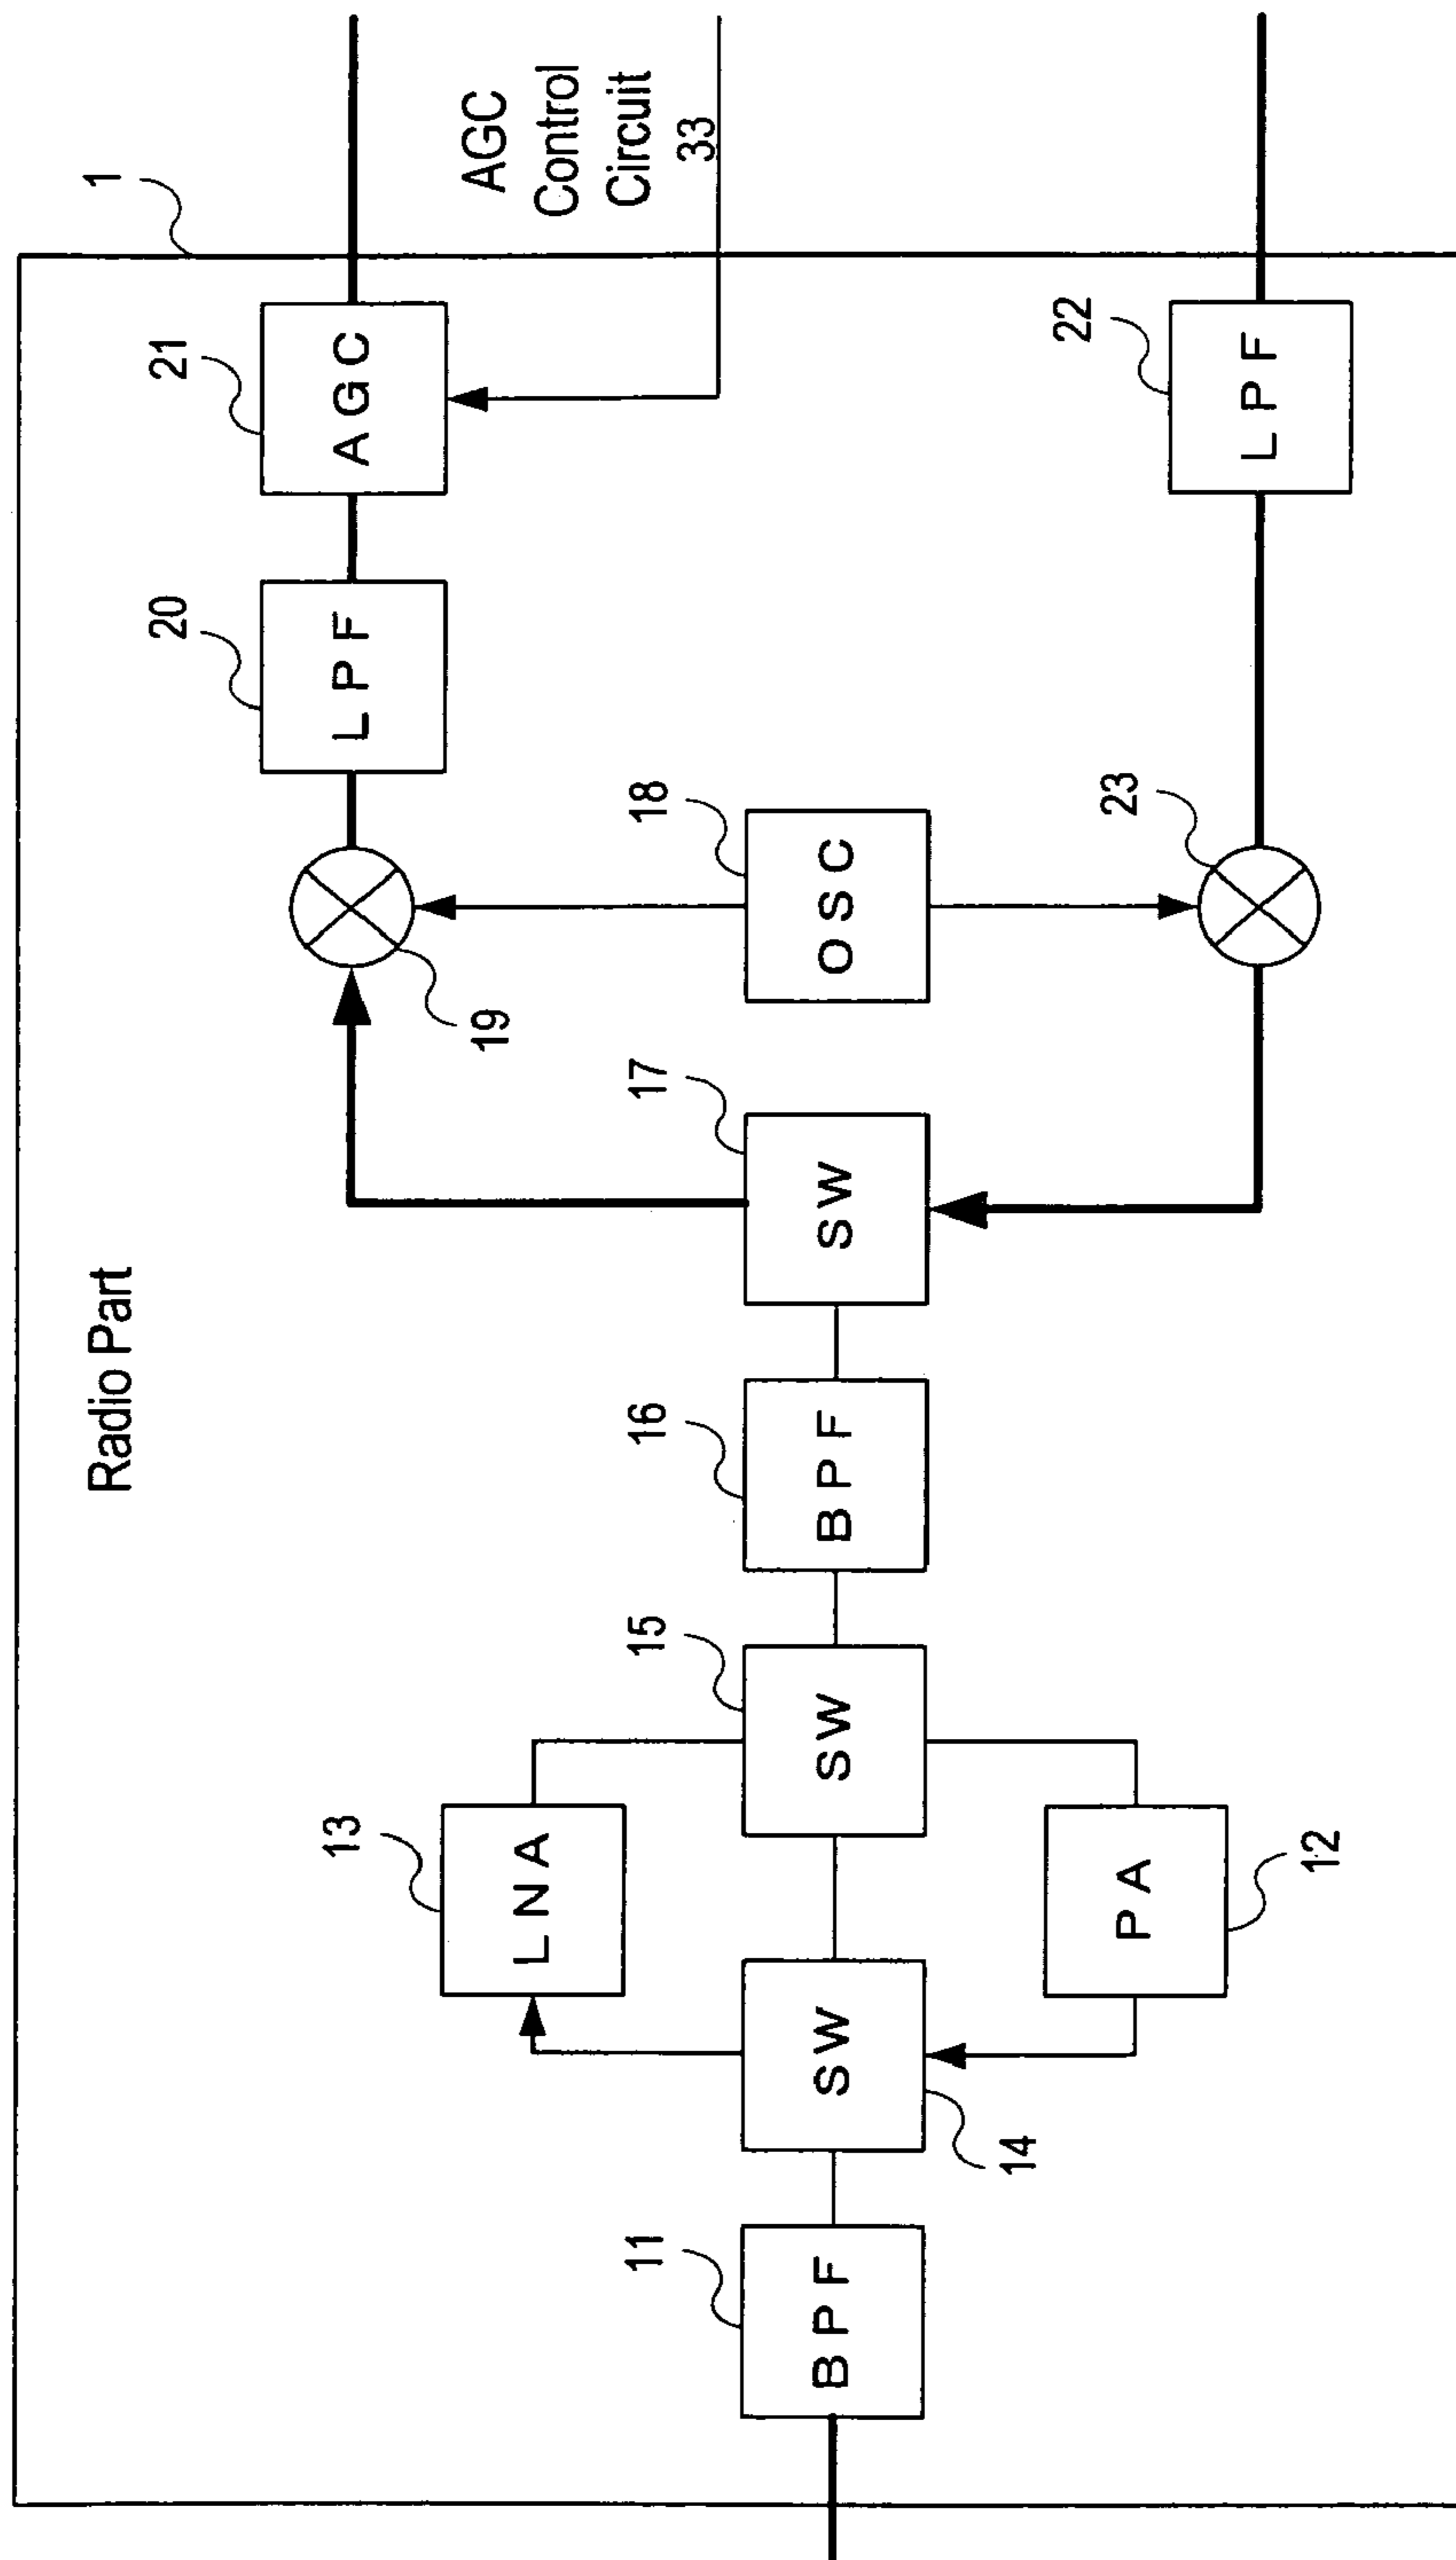 Radio Part
1
AGC
Control
Circuit
33
21
AGC
20
LPF
19
18
OSC
17
SW
16
BPF
15
SW
13
LNA
14
SW
11
BPF
12
PA
22
LPF
23